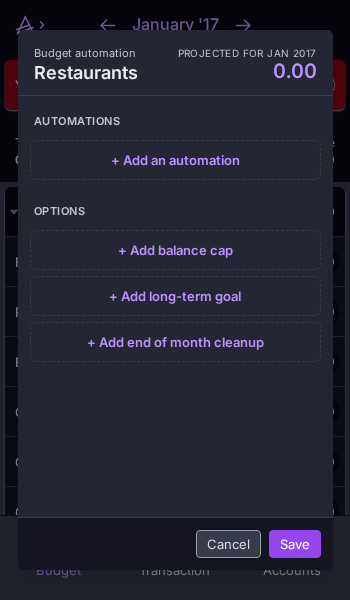 January '17
Budget automation
PROJECTED FOR JAN 2017
Restaurants
0.00
AUTOMATIONS
+ Add an automation
OPTIONS
+ Add balance cap
+ Add long-term goal
+ Add end of month cleanup
Cancel
Save
Budget
Transaction
Accounts